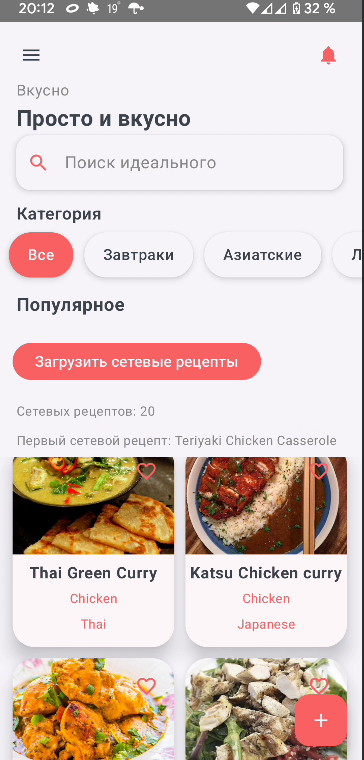 20:12 19° 32 %
Вкусно
Просто и вкусно
Поиск идеального
Категория
Все Завтраки Азиатские
Популярное
Загрузить сетевые рецепты
Сетевых рецептов: 20
Первый сетевой рецепт: Teriyaki Chicken Casserole
Thai Green Curry Katsu Chicken curry
Chicken Chicken
Thai Japanese
+